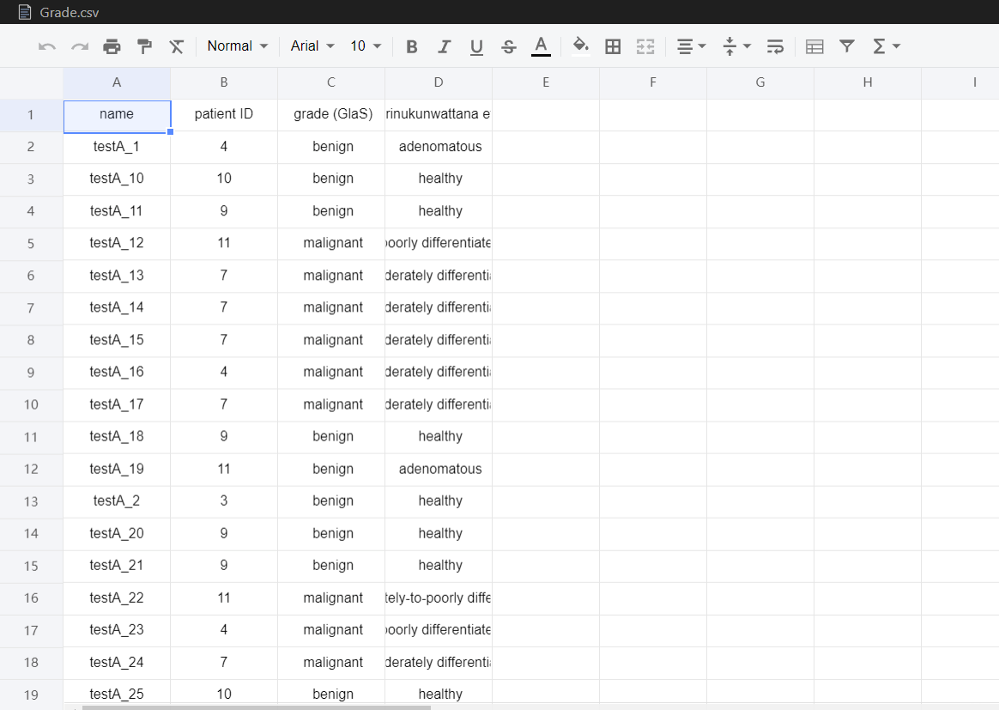 Grade.csv
Normal Arial 10 B I U S A Σ
A B C D E F G H I
1 name patient ID grade (GlaS) rinukunwattana e
2 testA_1 4 benign adenomatous
3 testA_10 10 benign healthy
4 testA_11 9 benign healthy
5 testA_12 11 malignant poorly differentiate
6 testA_13 7 malignant derately differenti
7 testA_14 7 malignant derately differenti
8 testA_15 7 malignant derately differenti
9 testA_16 4 malignant derately differenti
10 testA_17 7 malignant derately differenti
11 testA_18 9 benign healthy
12 testA_19 11 benign adenomatous
13 testA_2 3 benign healthy
14 testA_20 9 benign healthy
15 testA_21 9 benign healthy
16 testA_22 11 malignant tely-to-poorly diffe
17 testA_23 4 malignant poorly differentiate
18 testA_24 7 malignant derately differenti
19 testA_25 10 benign healthy